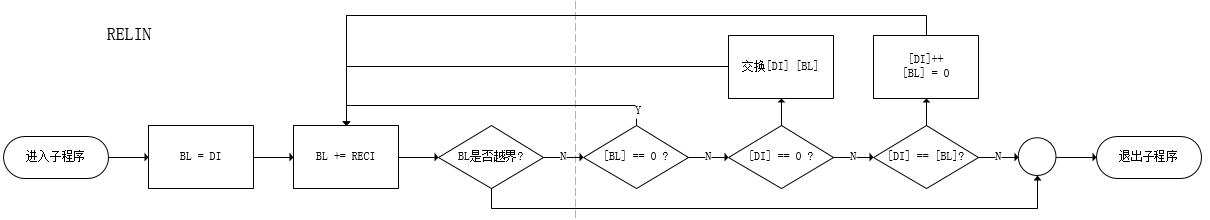 RELIN
进入子程序
BL = DI
BL += RECI
BL是否越界?
N
[BL] == 0 ?
Y
N
[DI] == 0 ?
交换[DI] [BL]
N
[DI] == [BL]?
[DI]++
[BL] = 0
N
退出子程序